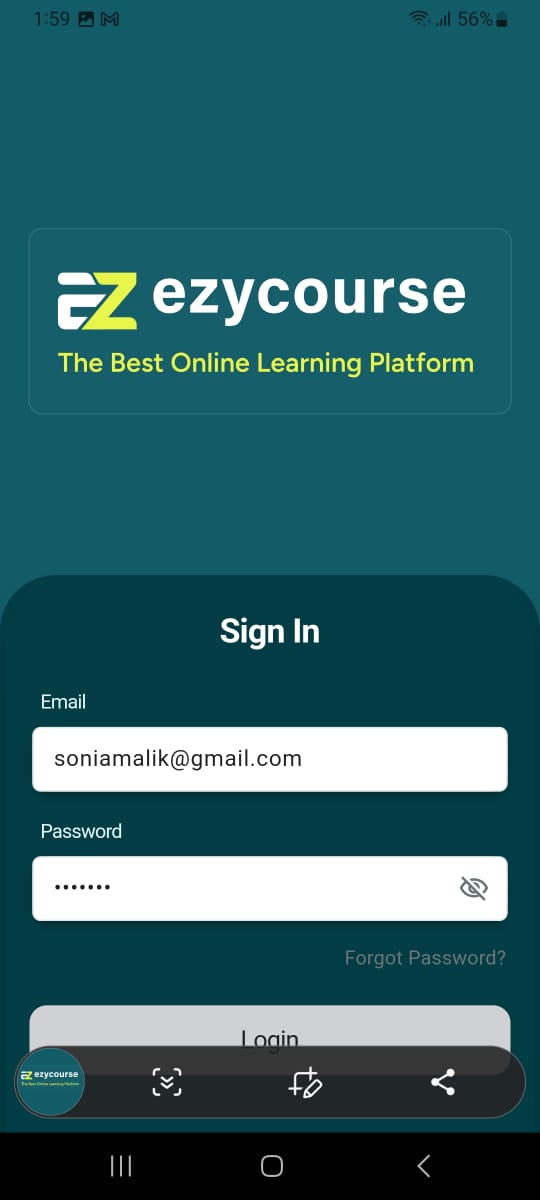 1:59 56%
EZ ezycourse
The Best Online Learning Platform
Sign In
Email
soniamalik@gmail.com
Password
•••••••
Forgot Password?
Login
EZ ezycourse
The Best Online Learning Platform